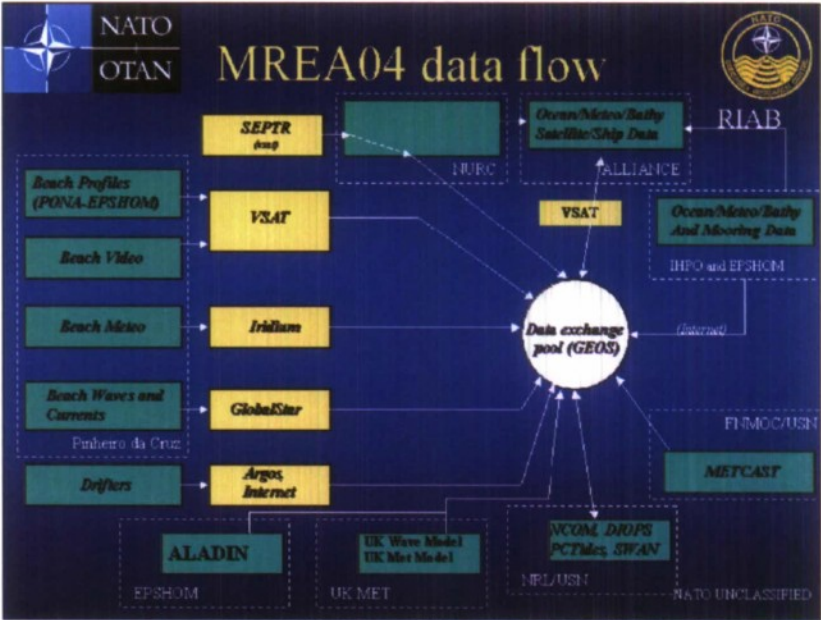 NATO
OTAN
MREA04 data flow
SEPTR
Ocean/Meteo/Bathy
Satellite/Ship Data
RIAB
NURC
ALLIANCE
Beach Profiles
(PONA-EPSHOM)
VSAT
VSAT
Ocean/Meteo/Bathy
And Mooring Data
Beach Video
IHPO and EPSHOM
Beach Meteo
Iridium
Data exchange
pool (GEOS)
(Internet)
Beach Waves and
Currents
GlobalStar
Pinheiro da Cruz
FNMOC/USN
Drifters
Argos,
Internet
METCAST
ALADIN
UK Wave Model
UK Met Model
NCOM, DIOPS
PCTides, SWAN
EPSHOM
UK MET
NRL/USN
NATO UNCLASSIFIED